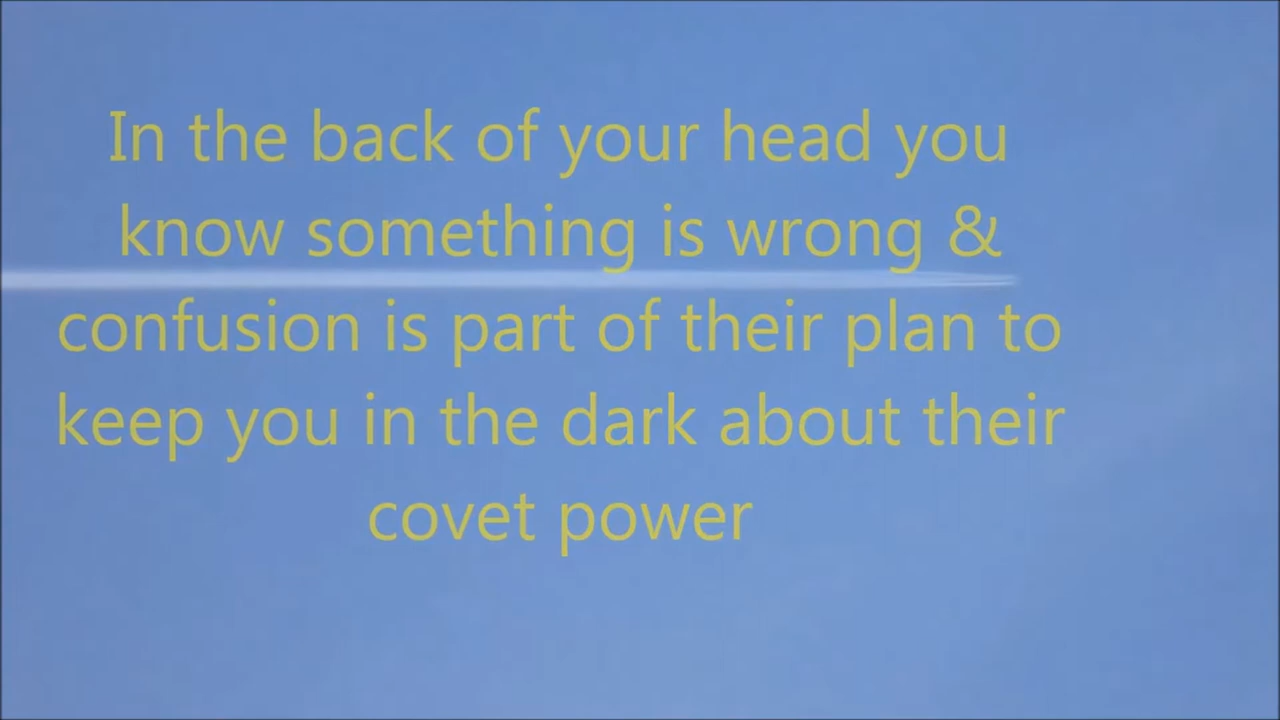 In the back of your head you
know something is wrong &
confusion is part of their plan to
keep you in the dark about their
covet power